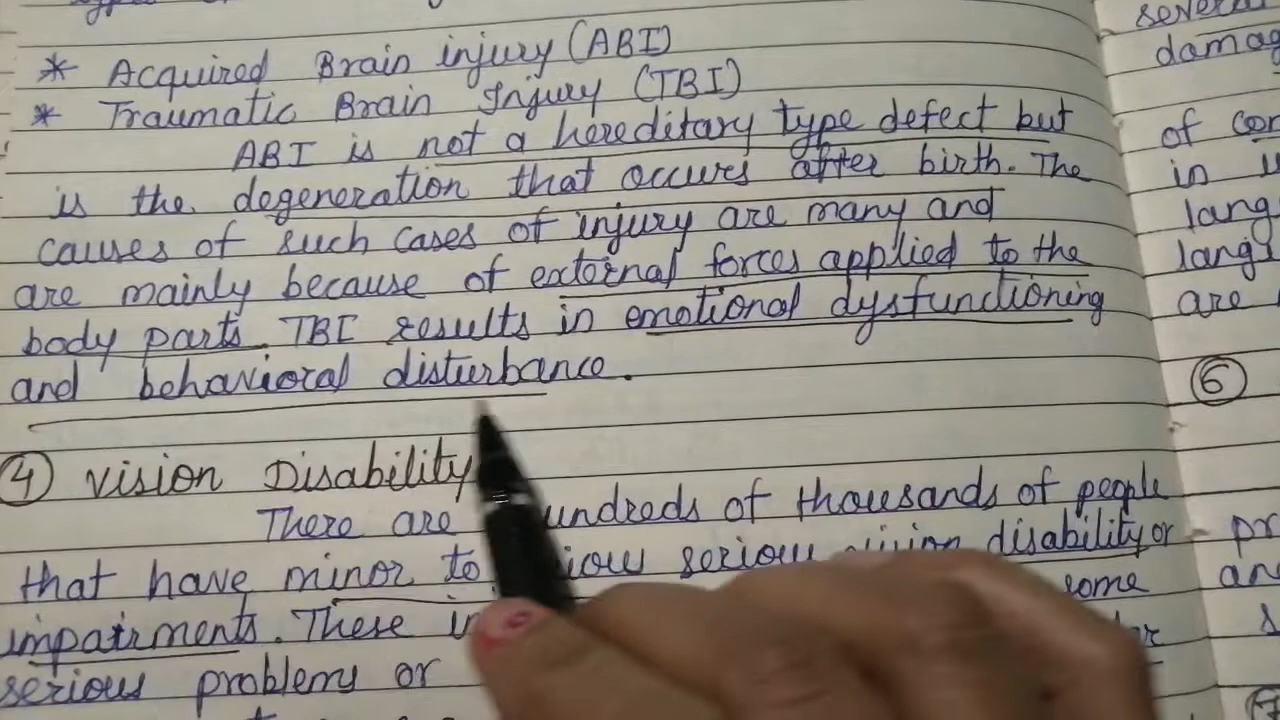 * Acquired Brain injury (ABI)
* Traumatic Brain Injury (TBI)
ABI is not a hereditary type defect but
is the degeneration that occurs after birth. The
causes of such cases of injury are many and
are mainly because of external forces applied to the
body parts. TBI results in emotional dysfunctioning
and behavioral disturbance.
④ Vision Disability
There are hundreds of thousands of people
that have minor to serious vision disability or
impairments. These some
serious problems or
of
in
are
⑥